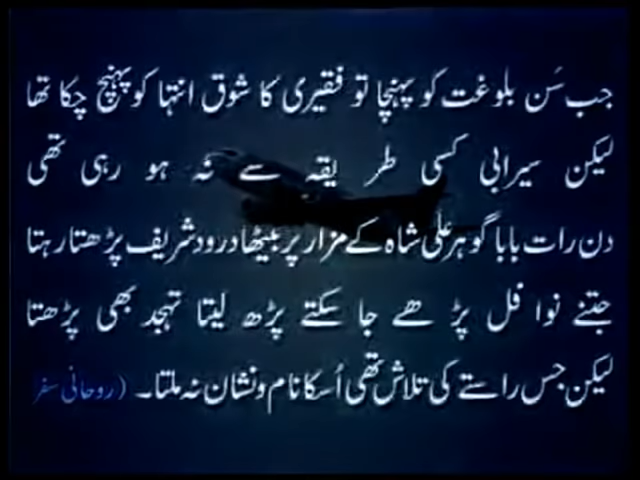 جب سَن بلوغت کو پہنچا تو فقیری کا شوق انتہا کو پہنچ چکا تھا
لیکن سیرابی کسی طریقہ سے نہ ہو رہی تھی
دن رات بابا گوہر علی شاہ کے مزار پر بیٹھا درود شریف پڑھتا رہتا
جتنے نوافل پڑھے جا سکتے پڑھ لیتا تہجد بھی پڑھتا
لیکن جس راستے کی تلاش تھی اُسکا نام و نشان نہ ملتا۔ (روحانی سفر